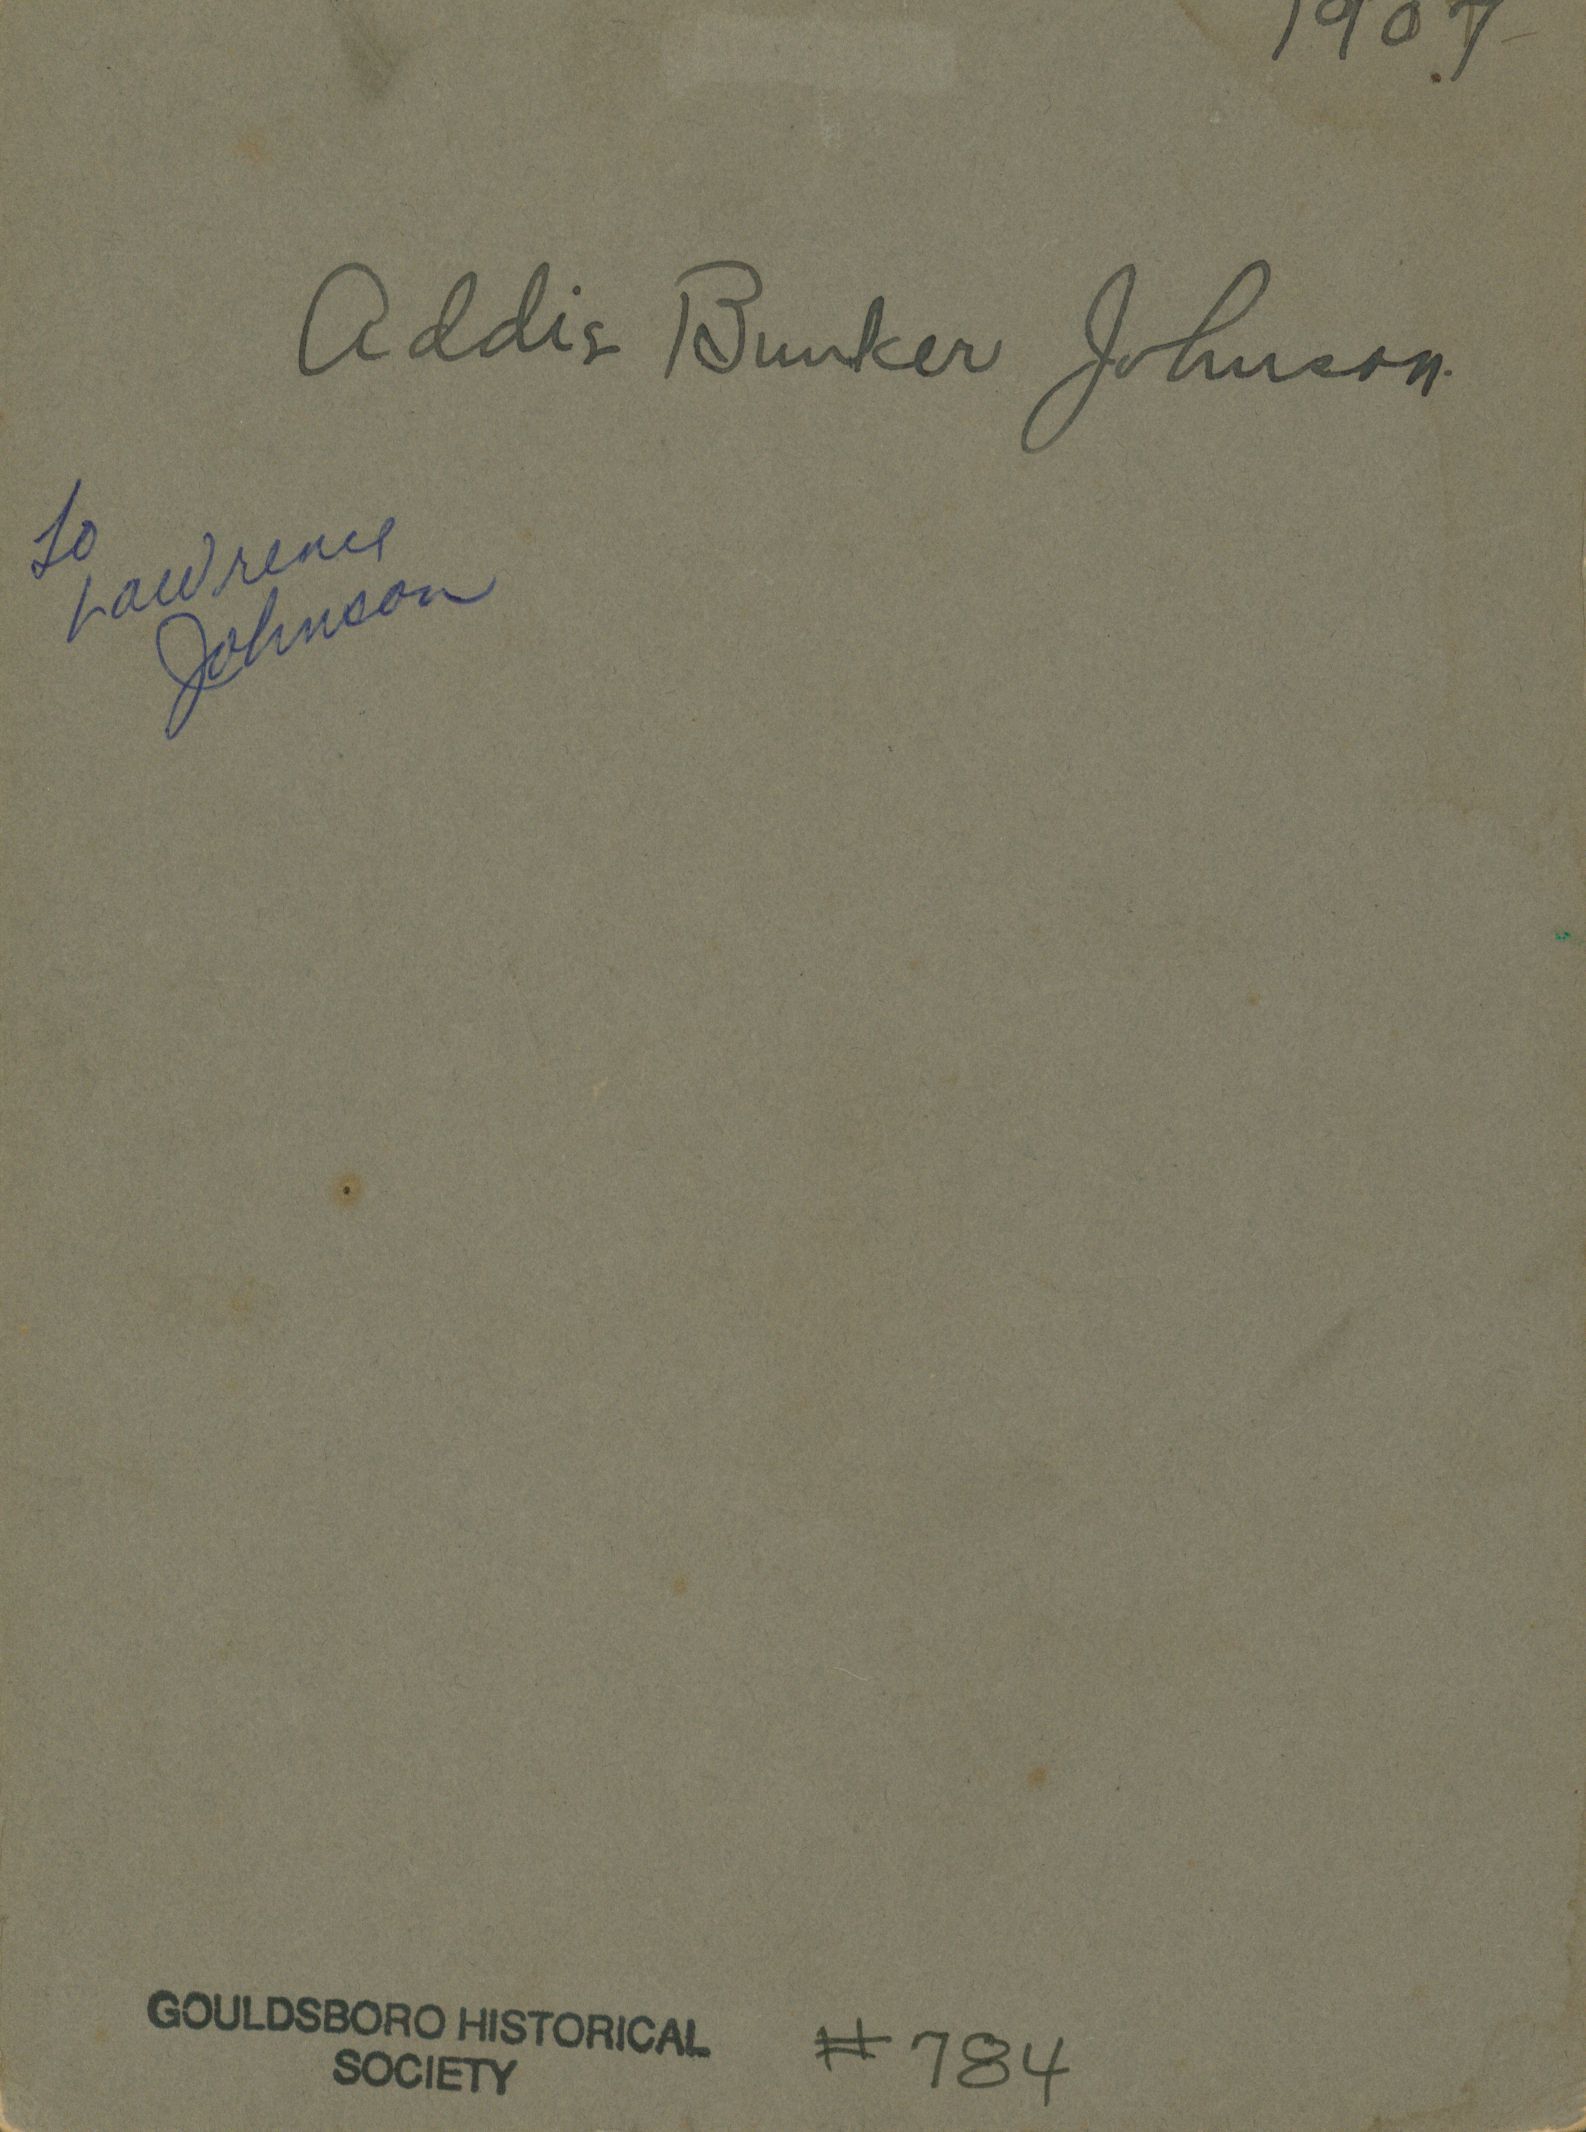 1907
Addie Bunker Johnson.
To
Lawrence
Johnson
GOULDSBORO HISTORICAL
SOCIETY
# 784